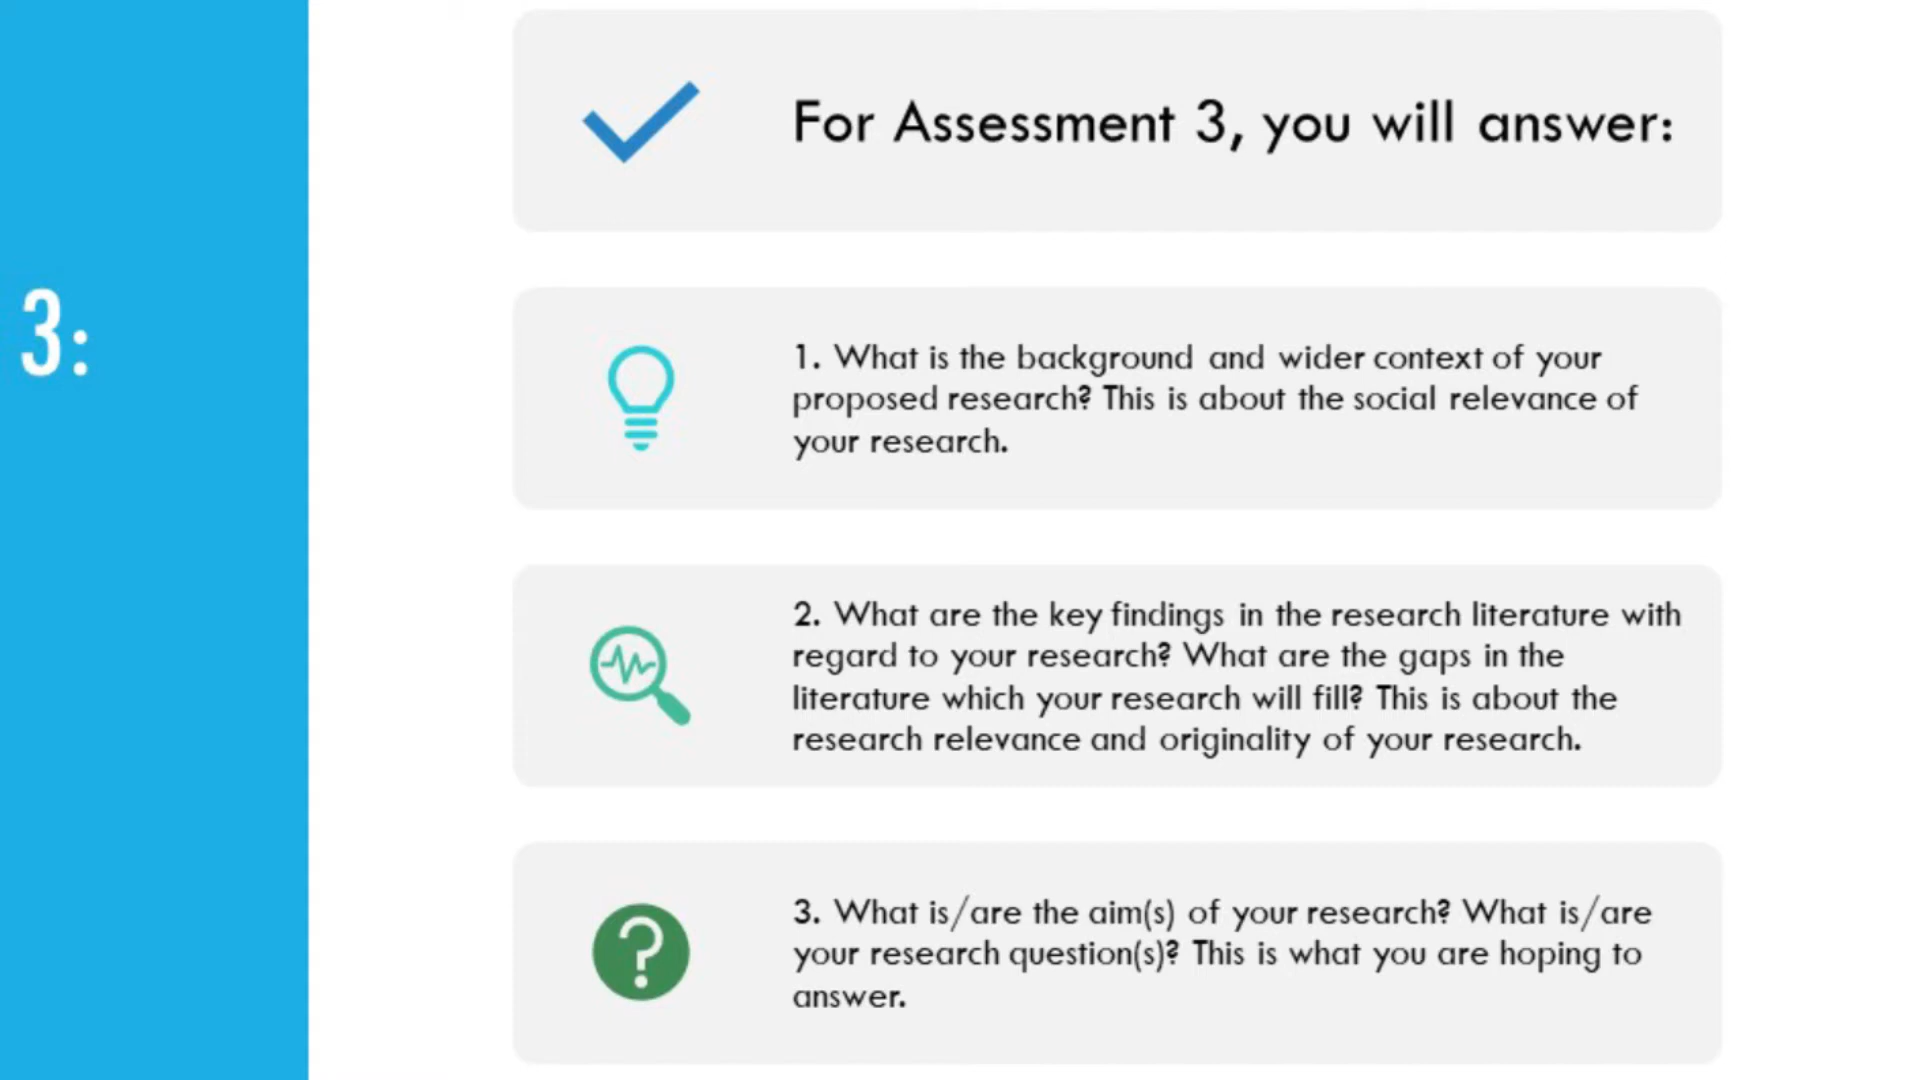 3:
For Assessment 3, you will answer:
1. What is the background and wider context of your
proposed research? This is about the social relevance of
your research.
2. What are the key findings in the research literature with
regard to your research? What are the gaps in the
literature which your research will fill? This is about the
research relevance and originality of your research.
3. What is/are the aim(s) of your research? What is/are
your research question(s)? This is what you are hoping to
answer.